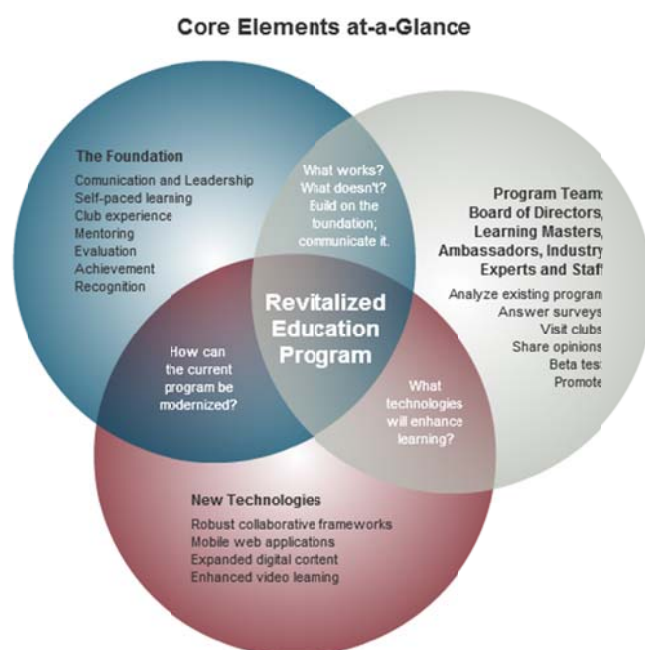 Core Elements at-a-Glance
The Foundation
Comunication and Leadership
Self-paced learning
Club experience
Mentoring
Evaluation
Achievement
Recognition
What works?
What doesn't?
Build on the
foundation;
communicate it.
Program Team;
Board of Directors,
Learning Masters,
Ambassadors, Industry
Experts and Staff
Analyze existing program
Answer surveys
Visit clubs
Share opinions
Beta test
Promote
Revitalized
Education
Program
How can
the current
program be
modernized?
What
technologies
will enhance
learning?
New Technologies
Robust collaborative frameworks
Mobile web applications
Expanded digital content
Enhanced video learning